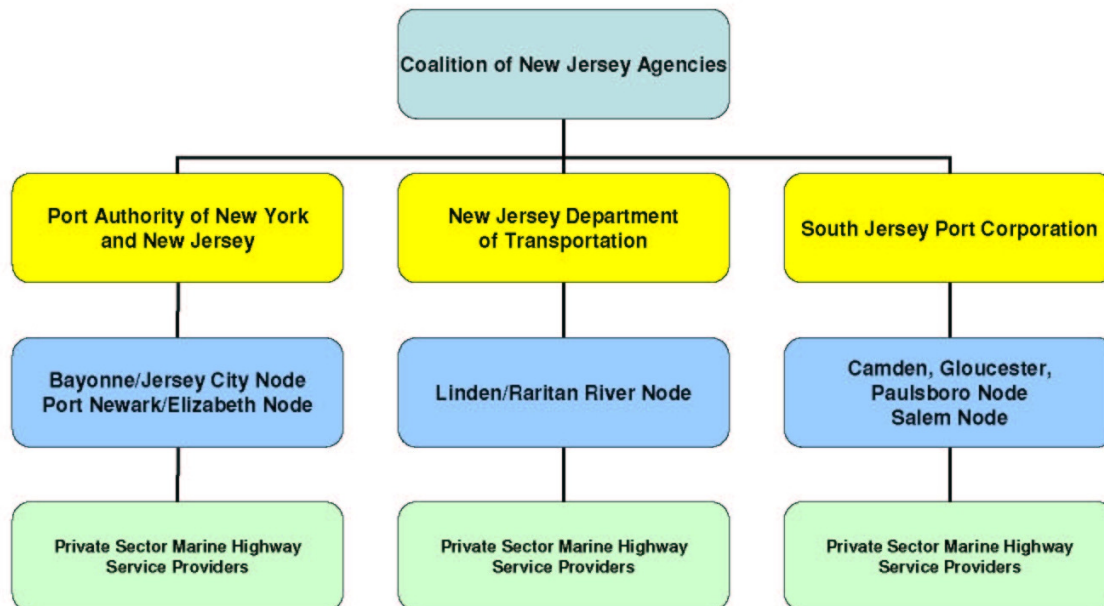 Coalition of New Jersey Agencies
Port Authority of New York
and New Jersey
New Jersey Department
of Transportation
South Jersey Port Corporation
Bayonne/Jersey City Node
Port Newark/Elizabeth Node
Linden/Raritan River Node
Camden, Gloucester,
Paulsboro Node
Salem Node
Private Sector Marine Highway
Service Providers
Private Sector Marine Highway
Service Providers
Private Sector Marine Highway
Service Providers